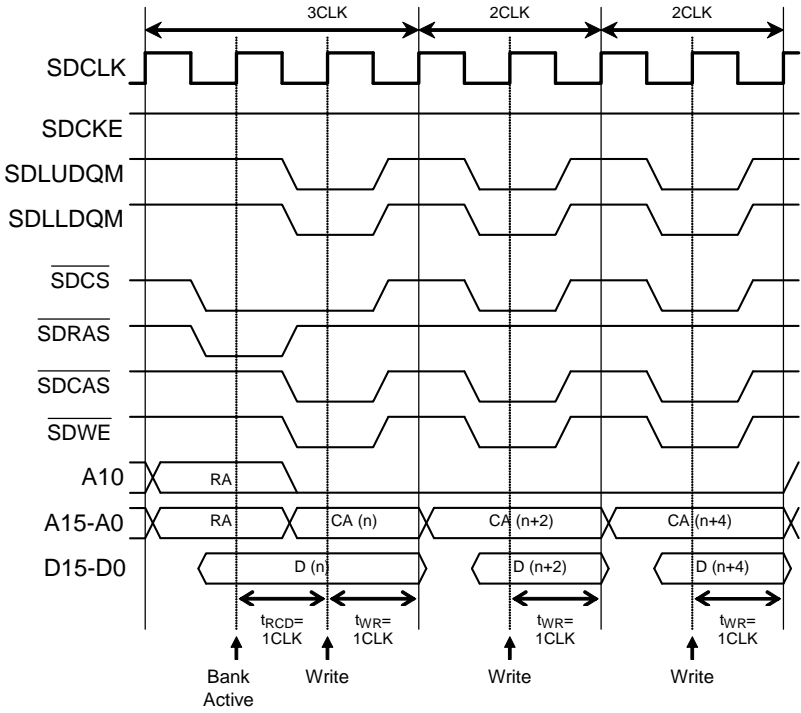 3CLK 2CLK 2CLK
SDCLK
SDCKE
SDLUDQM
SDLLDQM
SDCS
SDRAS
SDCAS
SDWE
A10 RA
A15-A0 RA CA (n) CA (n+2) CA (n+4)
D15-D0 D (n) D (n+2) D (n+4)
tRCD= tWR= tWR= tWR=
1CLK 1CLK 1CLK 1CLK
Bank Write Write Write
Active